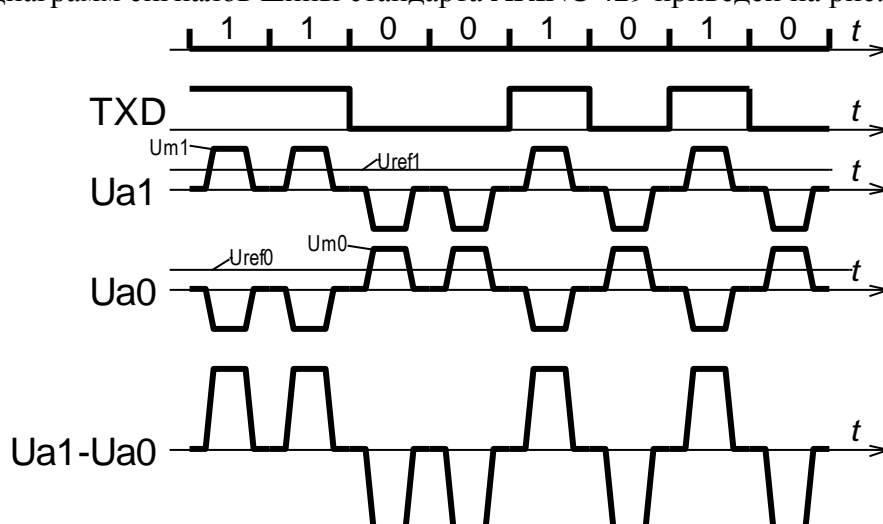 диаграмм сигналов шины стандарта ARINC 429 приведен на рис.
1 1 0 0 1 0 1 0 t
TXD t
Um1
Uref1 t
Ua1
Um0
Uref0 t
Ua0
t
Ua1-Ua0